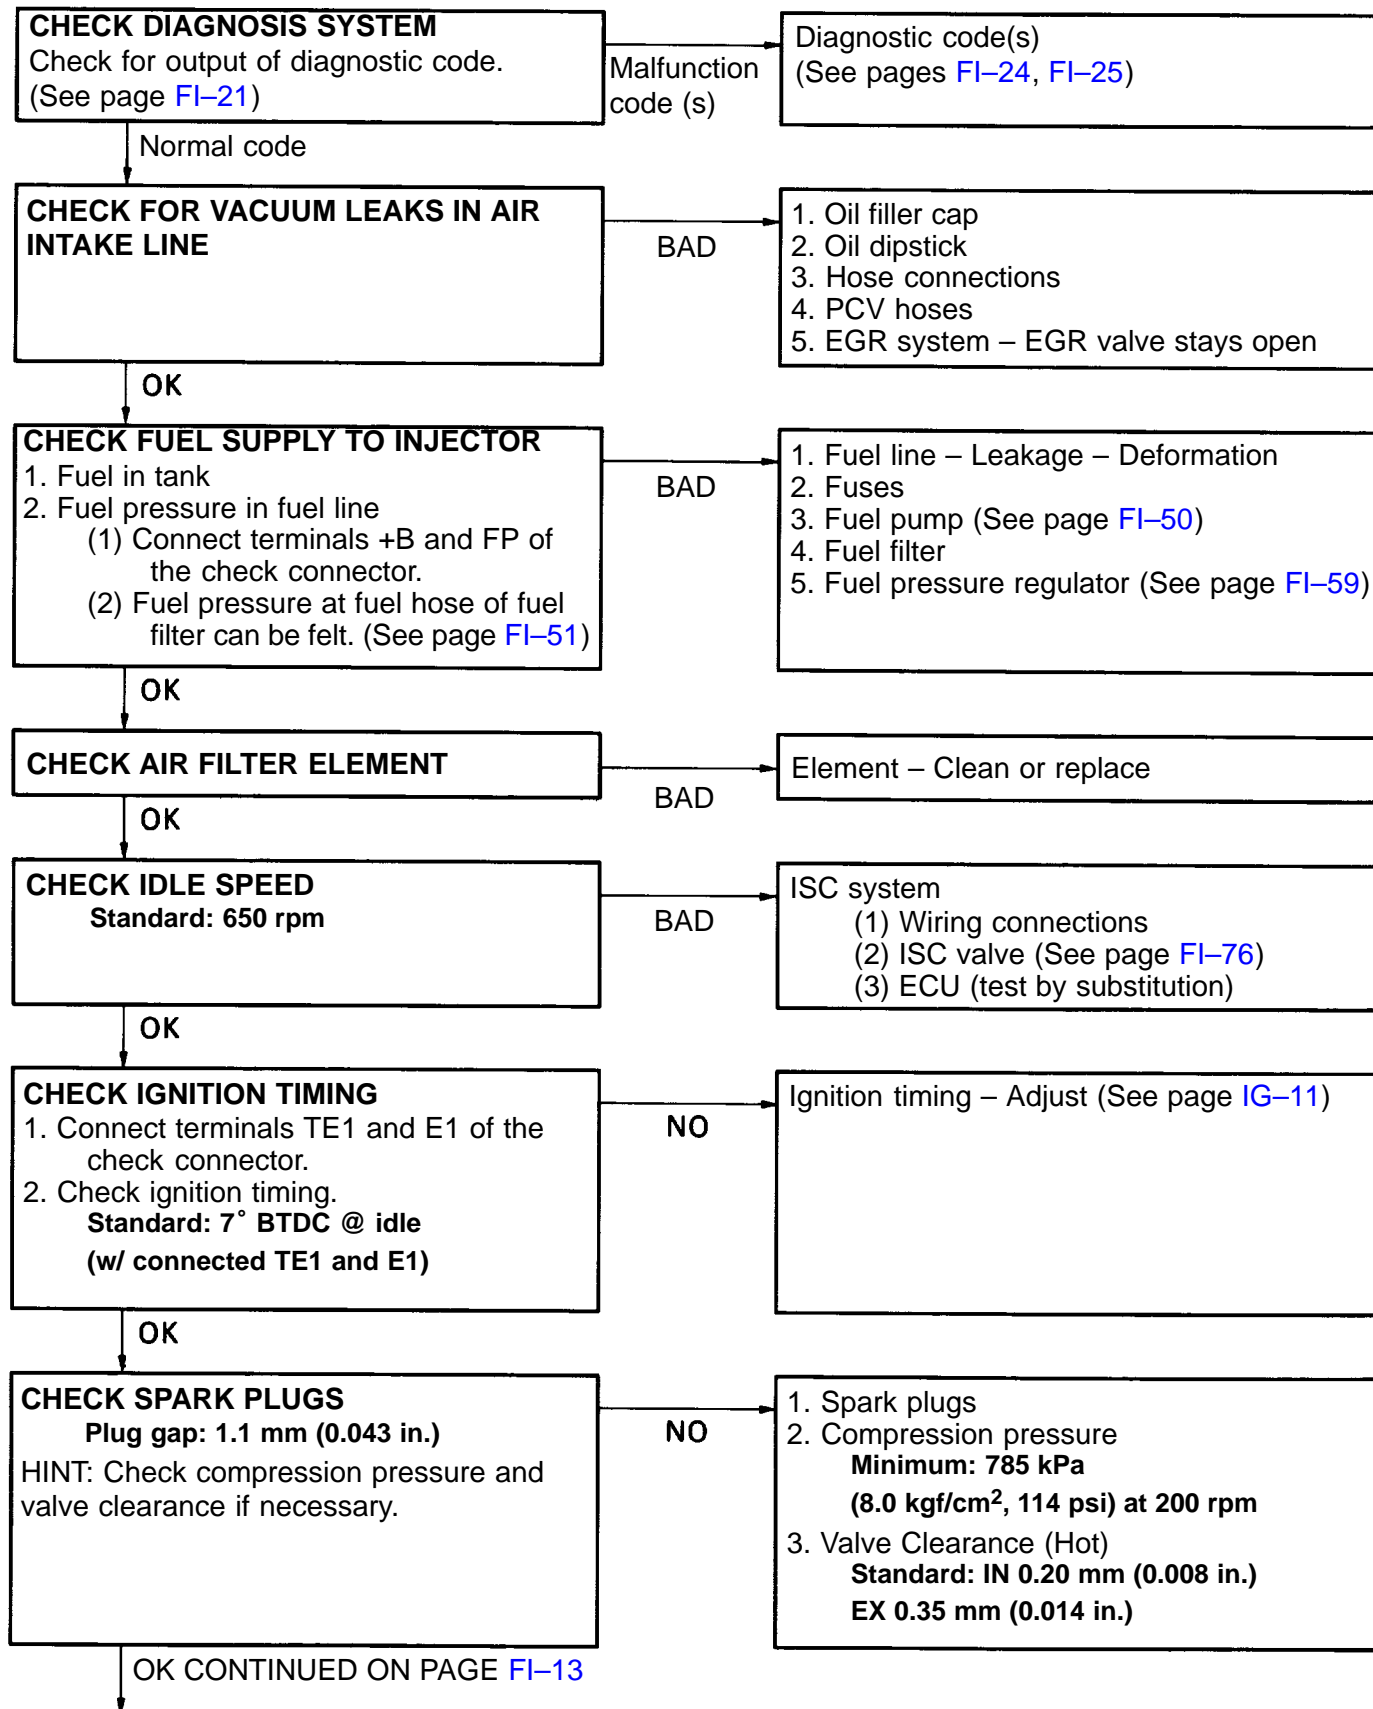 CHECK DIAGNOSIS SYSTEM
Check for output of diagnostic code.
(See page FI–21)
Malfunction
code (s)
Diagnostic code(s)
(See pages FI–24, FI–25)
Normal code
CHECK FOR VACUUM LEAKS IN AIR
INTAKE LINE
BAD
1. Oil filler cap
2. Oil dipstick
3. Hose connections
4. PCV hoses
5. EGR system – EGR valve stays open
OK
CHECK FUEL SUPPLY TO INJECTOR
1. Fuel in tank
2. Fuel pressure in fuel line
(1) Connect terminals +B and FP of
the check connector.
(2) Fuel pressure at fuel hose of fuel
filter can be felt. (See page FI–51)
BAD
1. Fuel line – Leakage – Deformation
2. Fuses
3. Fuel pump (See page FI–50)
4. Fuel filter
5. Fuel pressure regulator (See page FI–59)
OK
CHECK AIR FILTER ELEMENT
BAD
Element – Clean or replace
OK
CHECK IDLE SPEED
Standard: 650 rpm
BAD
ISC system
(1) Wiring connections
(2) ISC valve (See page FI–76)
(3) ECU (test by substitution)
OK
CHECK IGNITION TIMING
1. Connect terminals TE1 and E1 of the
check connector.
2. Check ignition timing.
Standard: 7° BTDC @ idle
(w/ connected TE1 and E1)
NO
Ignition timing – Adjust (See page IG–11)
OK
CHECK SPARK PLUGS
Plug gap: 1.1 mm (0.043 in.)
HINT: Check compression pressure and
valve clearance if necessary.
NO
1. Spark plugs
2. Compression pressure
Minimum: 785 kPa
(8.0 kgf/cm², 114 psi) at 200 rpm
3. Valve Clearance (Hot)
Standard: IN 0.20 mm (0.008 in.)
EX 0.35 mm (0.014 in.)
OK CONTINUED ON PAGE FI–13